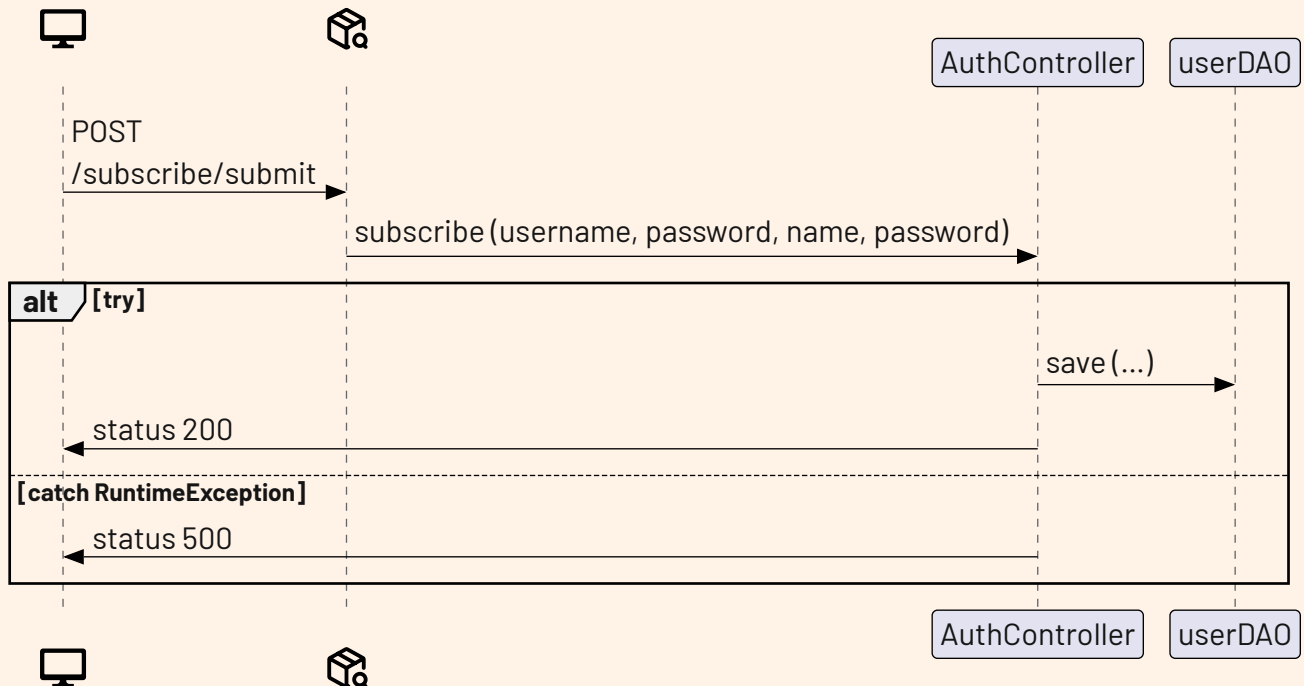 AuthController
userDAO
POST
/subscribe/submit
subscribe (username, password, name, password)
alt
[try]
save (...)
status 200
[catch RuntimeException]
status 500
AuthController
userDAO